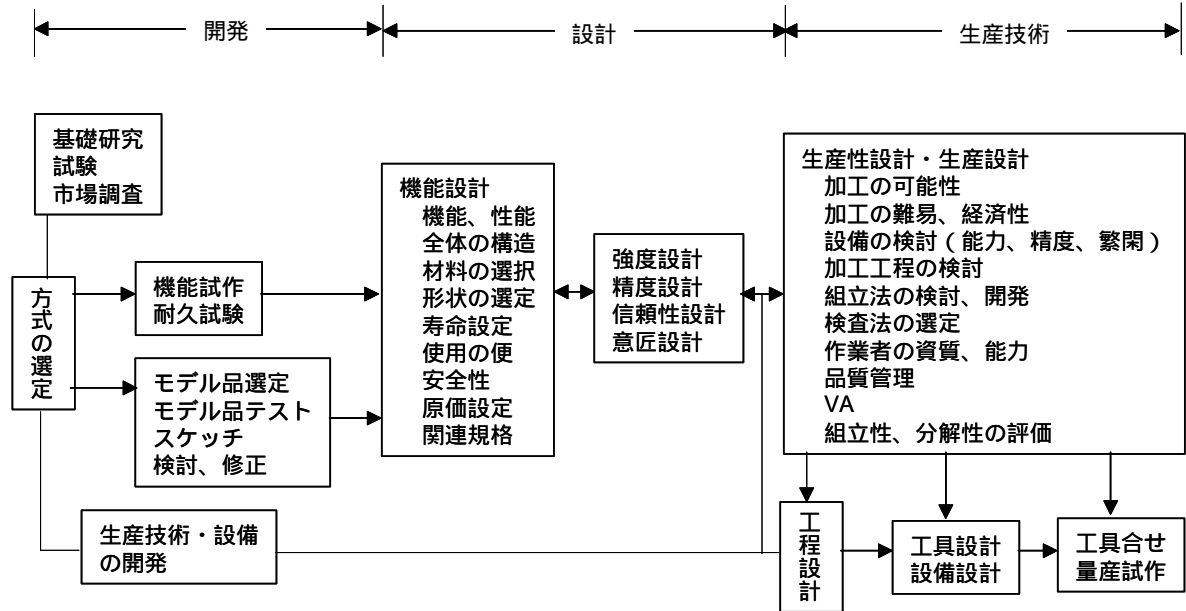 開発
設計
生産技術
基礎研究
試験
市場調査
方式の選定
機能試作
耐久試験
モデル品選定
モデル品テスト
スケッチ
検討、修正
生産技術・設備
の開発
機能設計
機能、性能
全体の構造
材料の選択
形状の選定
寿命設定
使用の便
安全性
原価設定
関連規格
強度設計
精度設計
信頼性設計
意匠設計
生産性設計・生産設計
加工の可能性
加工の難易、経済性
設備の検討（能力、精度、繁閑）
加工工程の検討
組立法の検討、開発
検査法の選定
作業者の資質、能力
品質管理
VA
組立性、分解性の評価
工程設計
工具設計
設備設計
工具合せ
量産試作